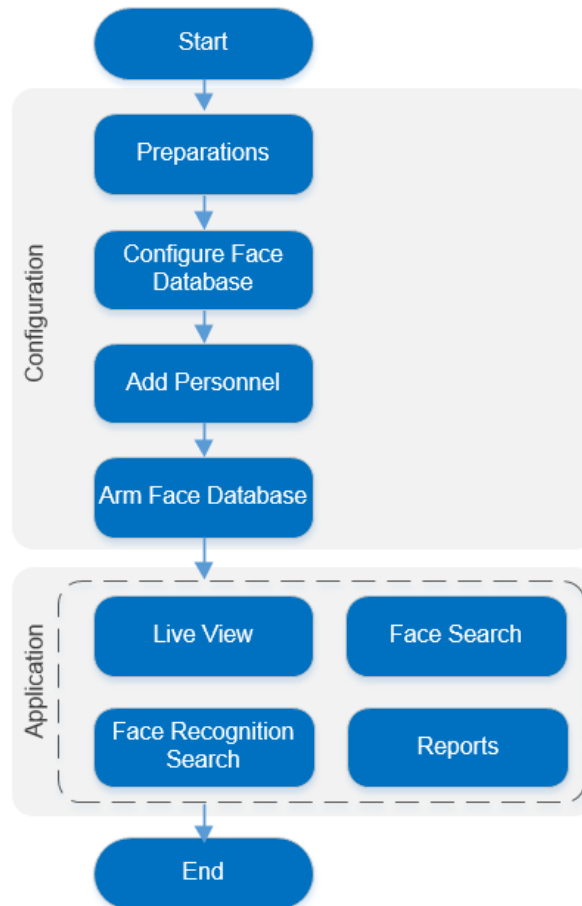 Start
Configuration
Preparations
Configure Face
Database
Add Personnel
Arm Face Database
Application
Live View
Face Search
Face Recognition
Search
Reports
End